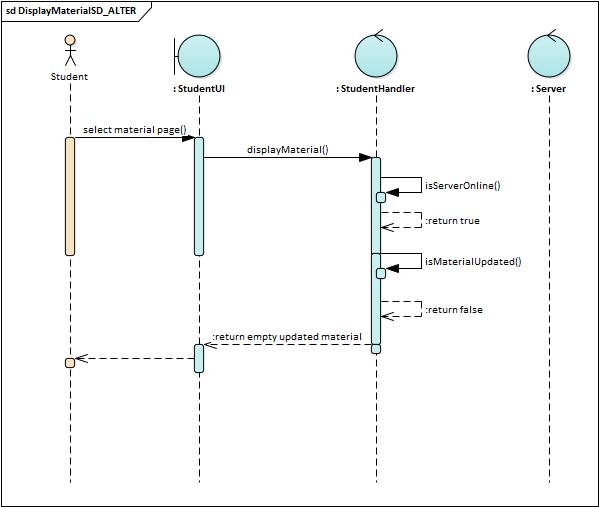 sd DisplayMaterialSD_ALTER
Student
: StudentUI
: StudentHandler
: Server
select material page()
displayMaterial()
isServerOnline()
:return true
isMaterialUpdated()
:return false
:return empty updated material